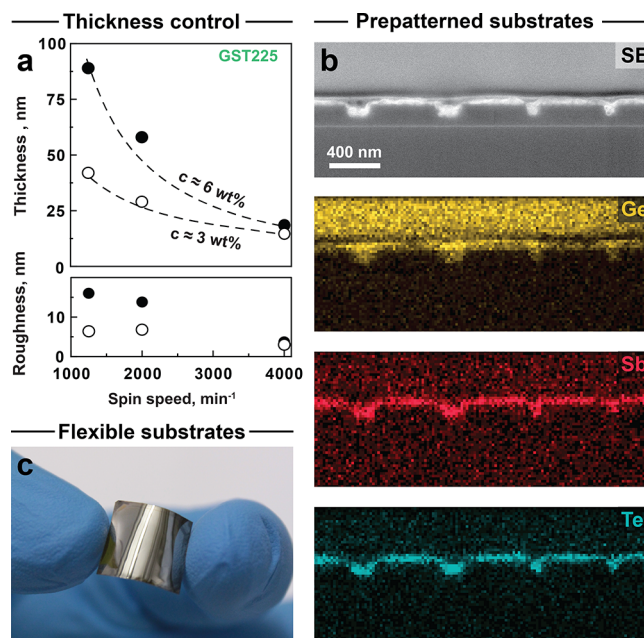 Thickness control
a
GST225
100
75
50
25
0
Thickness , nm
c ≈ 6 wt%
c ≈ 3 wt%
10
0
Roughness, nm
1000 2000 3000 4000
Spin speed, min⁻¹
Flexible substrates
c
Prepatterned substrates
b
SE
400 nm
Ge
Sb
Te